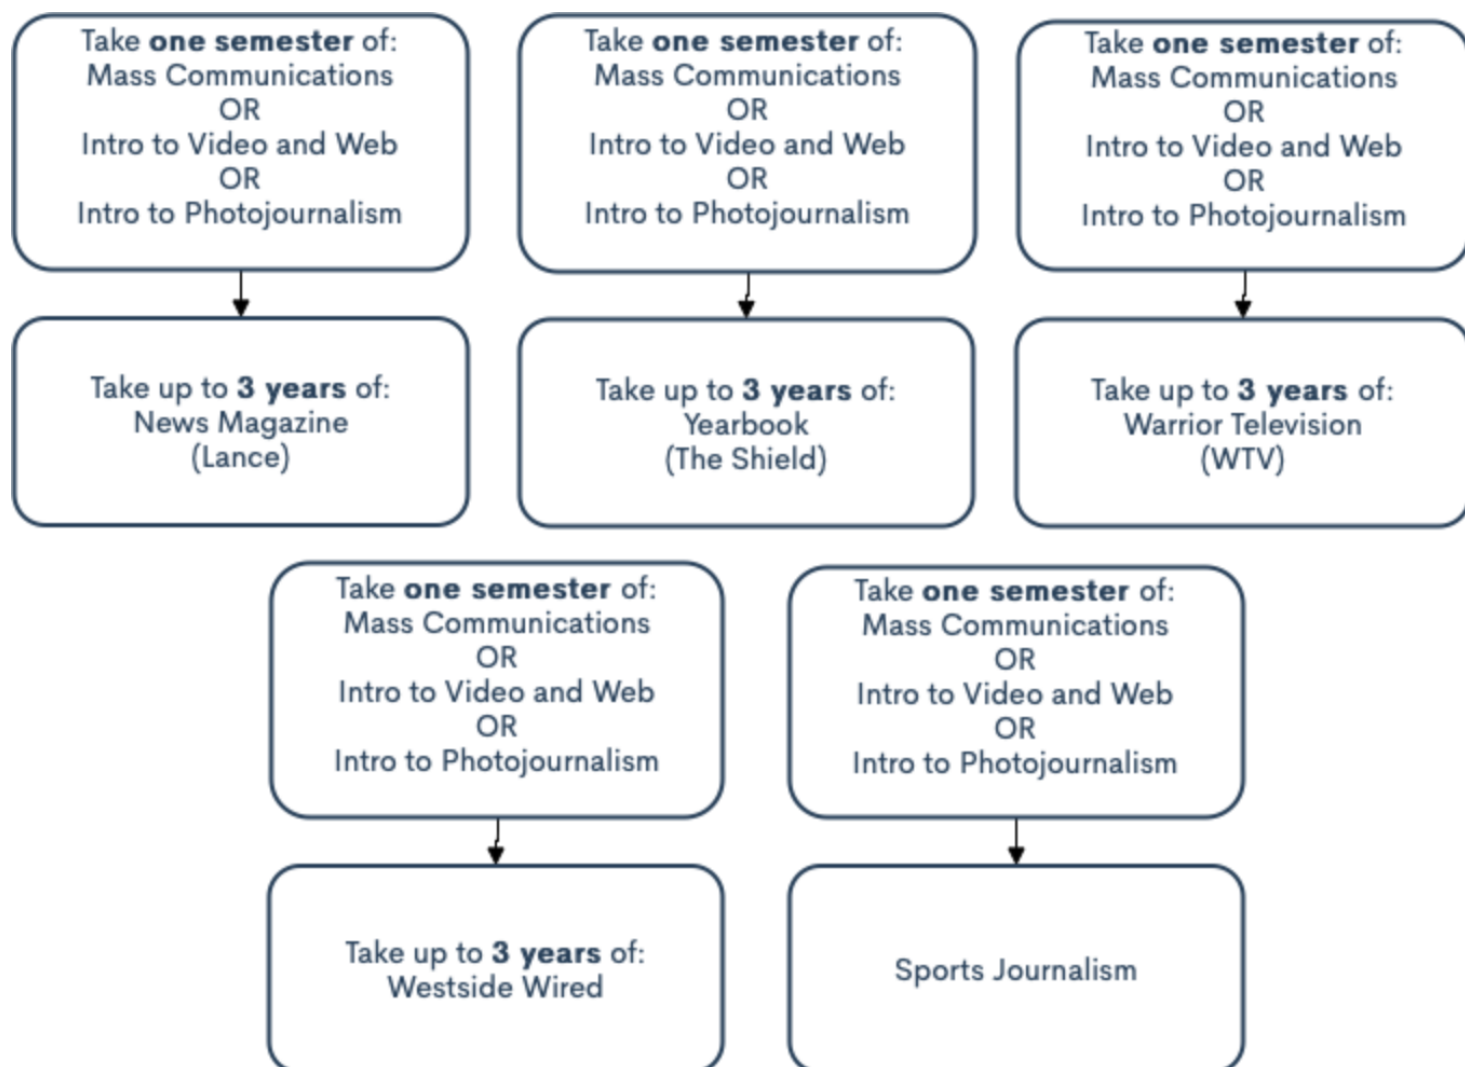 Take one semester of:
Mass Communications
OR
Intro to Video and Web
OR
Intro to Photojournalism
Take up to 3 years of:
News Magazine
(Lance)
Take one semester of:
Mass Communications
OR
Intro to Video and Web
OR
Intro to Photojournalism
Take up to 3 years of:
Yearbook
(The Shield)
Take one semester of:
Mass Communications
OR
Intro to Video and Web
OR
Intro to Photojournalism
Take up to 3 years of:
Warrior Television
(WTV)
Take one semester of:
Mass Communications
OR
Intro to Video and Web
OR
Intro to Photojournalism
Take up to 3 years of:
Westside Wired
Take one semester of:
Mass Communications
OR
Intro to Video and Web
OR
Intro to Photojournalism
Sports Journalism